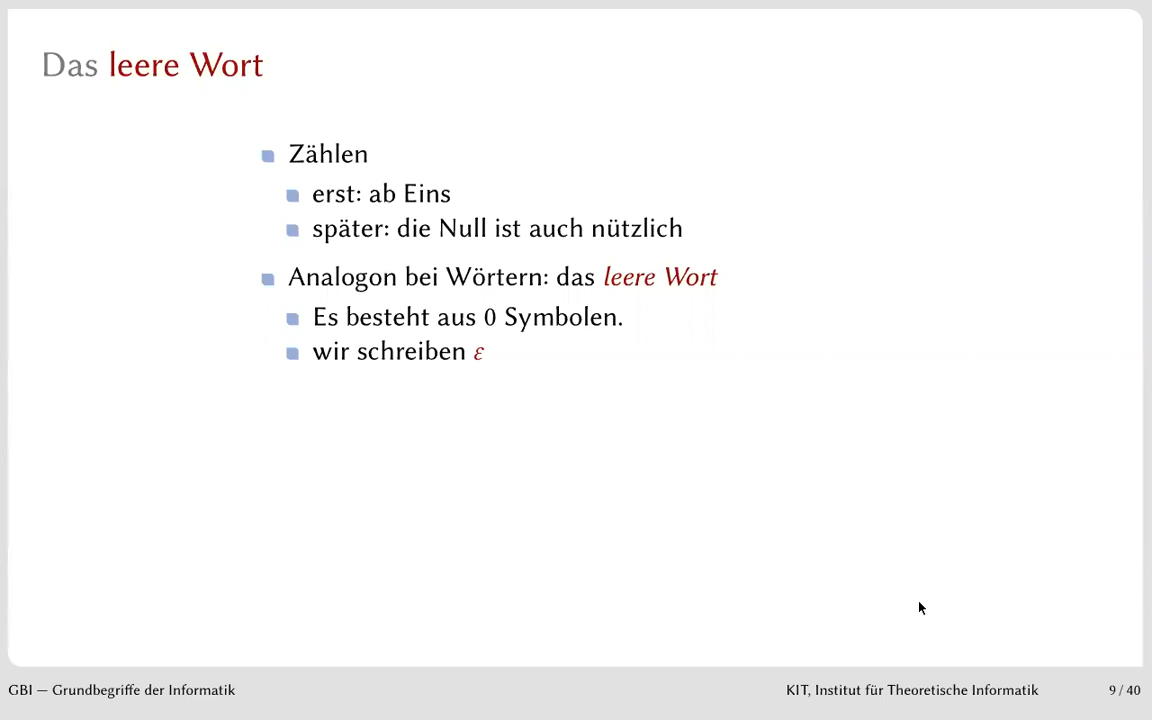 Das leere Wort
Zählen
erst: ab Eins
später: die Null ist auch nützlich
Analogon bei Wörtern: das leere Wort
Es besteht aus 0 Symbolen.
wir schreiben ε
GBI — Grundbegriffe der Informatik
KIT, Institut für Theoretische Informatik
9 / 40